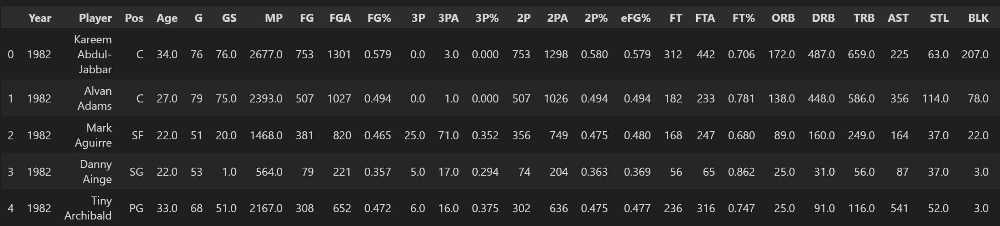 Year Player Pos Age G GS MP FG FGA FG% 3P 3PA 3P% 2P 2PA 2P% eFG% FT FTA FT% ORB DRB TRB AST STL BLK
Kareem
0 1982 Abdul- C 34.0 76 76.0 2677.0 753 1301 0.579 0.0 3.0 0.000 753 1298 0.580 0.579 312 442 0.706 172.0 487.0 659.0 225 63.0 207.0
Jabbar
Alvan
1 1982 C 27.0 79 75.0 2393.0 507 1027 0.494 0.0 1.0 0.000 507 1026 0.494 0.494 182 233 0.781 138.0 448.0 586.0 356 114.0 78.0
Adams
Mark
2 1982 SF 22.0 51 20.0 1468.0 381 820 0.465 25.0 71.0 0.352 356 749 0.475 0.480 168 247 0.680 89.0 160.0 249.0 164 37.0 22.0
Aguirre
Danny
3 1982 SG 22.0 53 1.0 564.0 79 221 0.357 5.0 17.0 0.294 74 204 0.363 0.369 56 65 0.862 25.0 31.0 56.0 87 37.0 3.0
Ainge
Tiny
4 1982 PG 33.0 68 51.0 2167.0 308 652 0.472 6.0 16.0 0.375 302 636 0.475 0.477 236 316 0.747 25.0 91.0 116.0 541 52.0 3.0
Archibald